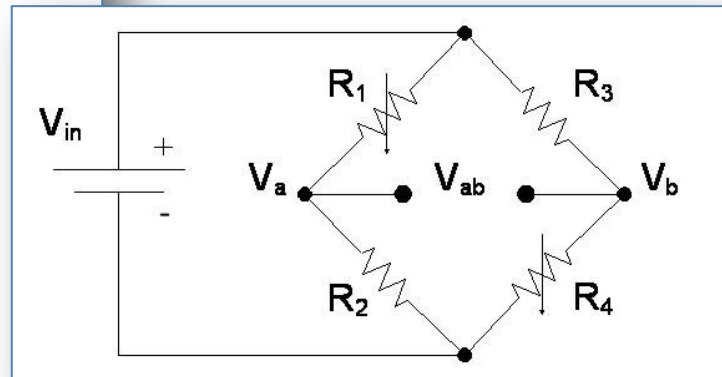 R₁
R₃
Vᵢₙ
+
Vₐ
Vₐb
Vb
-
R₂
R₄